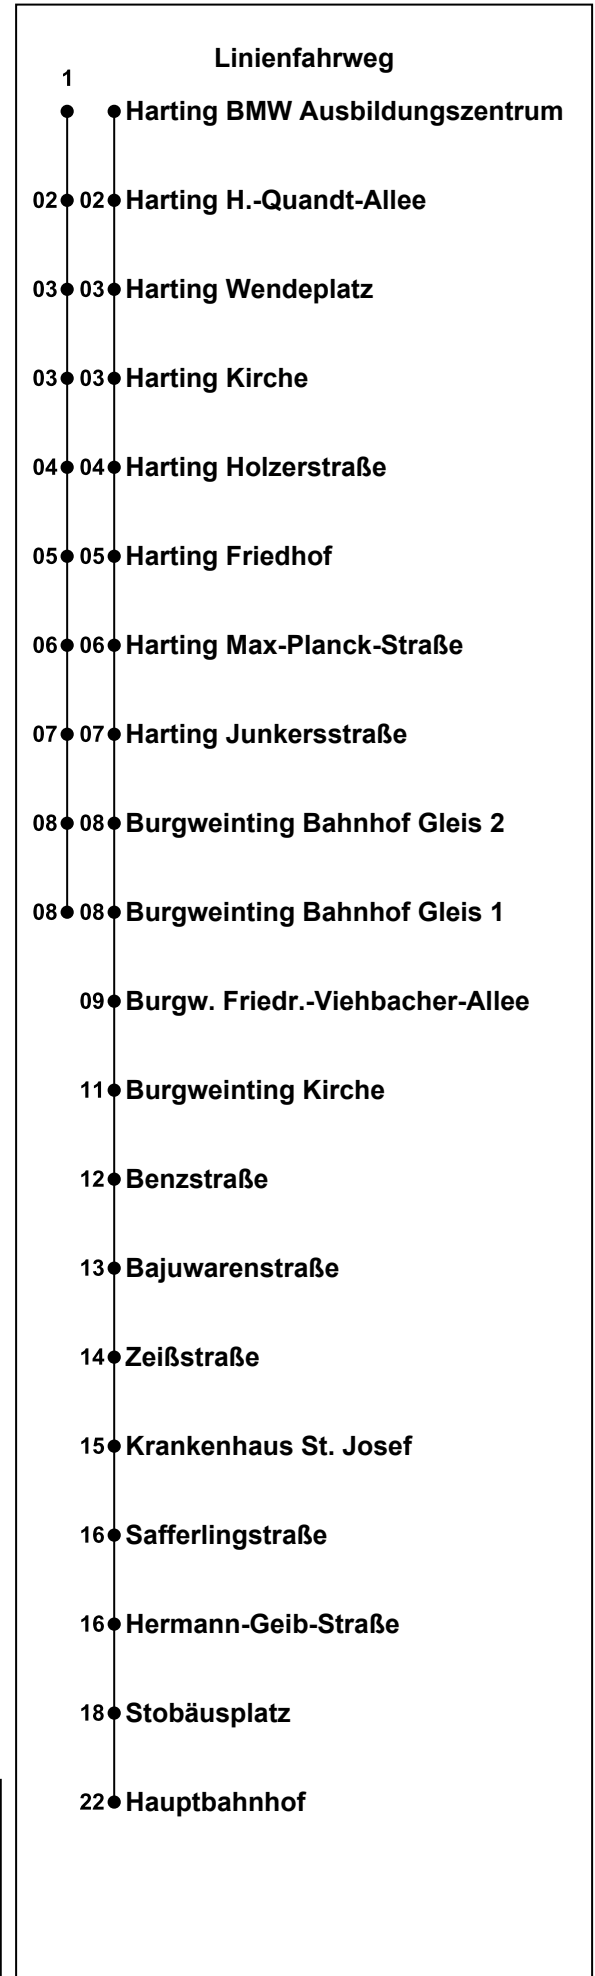 Linienfahrweg
1
Harting BMW Ausbildungszentrum
02 02 Harting H.-Quandt-Allee
03 03 Harting Wendeplatz
03 03 Harting Kirche
04 04 Harting Holzerstraße
05 05 Harting Friedhof
06 06 Harting Max-Planck-Straße
07 07 Harting Junkersstraße
08 08 Burgweinting Bahnhof Gleis 2
08 08 Burgweinting Bahnhof Gleis 1
09 Burgw. Friedr.-Viehbacher-Allee
11 Burgweinting Kirche
12 Benzstraße
13 Bajuwarenstraße
14 Zeißstraße
15 Krankenhaus St. Josef
16 Safferlingstraße
16 Hermann-Geib-Straße
18 Stobäusplatz
22 Hauptbahnhof